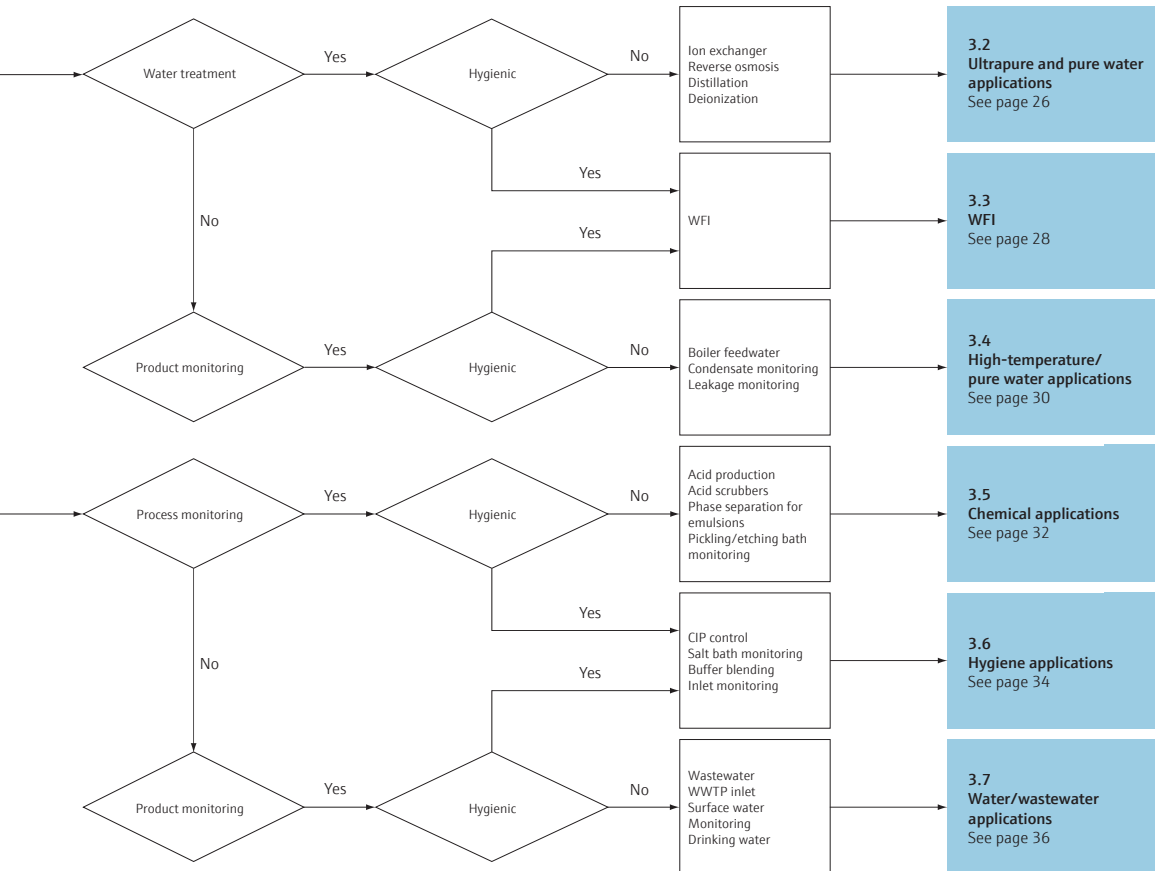 Water treatment
Yes
Hygienic
No
Ion exchanger
Reverse osmosis
Distillation
Deionization
3.2
Ultrapure and pure water
applications
See page 26
Yes
No
WFI
3.3
WFI
See page 28
Yes
Product monitoring
Yes
Hygienic
No
Boiler feedwater
Condensate monitoring
Leakage monitoring
3.4
High-temperature/
pure water applications
See page 30
Process monitoring
Yes
Hygienic
No
Acid production
Acid scrubbers
Phase separation for
emulsions
Pickling/etching bath
monitoring
3.5
Chemical applications
See page 32
Yes
No
CIP control
Salt bath monitoring
Buffer blending
Inlet monitoring
3.6
Hygiene applications
See page 34
Yes
Product monitoring
Yes
Hygienic
No
Wastewater
WWTP inlet
Surface water
Monitoring
Drinking water
3.7
Water/wastewater
applications
See page 36